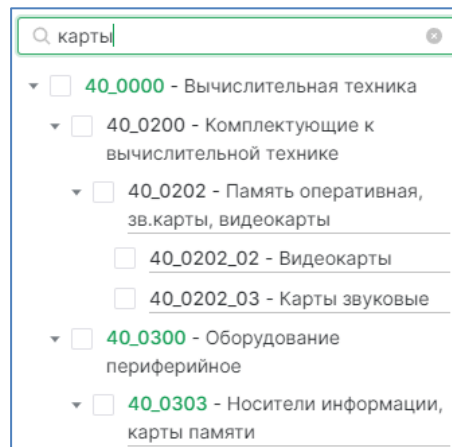 карты
40_0000 - Вычислительная техника
40_0200 - Комплектующие к
вычислительной технике
40_0202 - Память оперативная,
зв.карты, видеокарты
40_0202_02 - Видеокарты
40_0202_03 - Карты звуковые
40_0300 - Оборудование
периферийное
40_0303 - Носители информации,
карты памяти